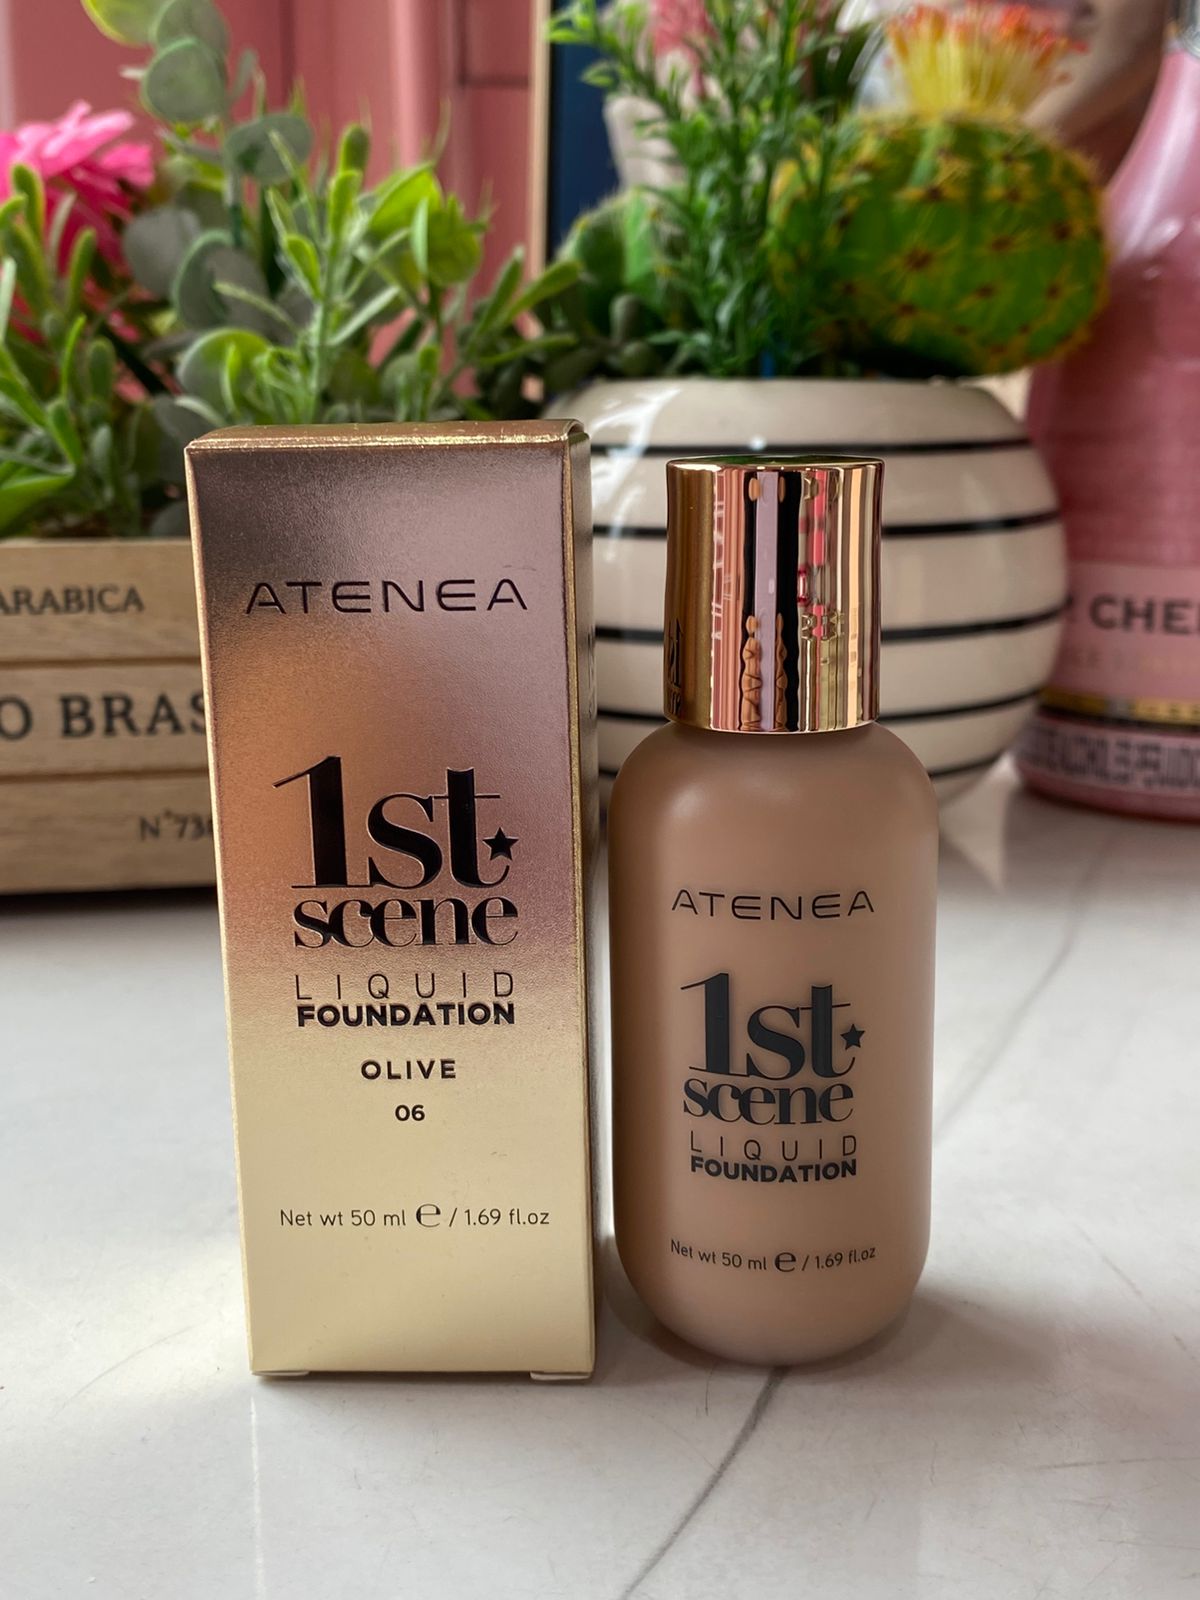 ATENEA
1st
scene
LIQUID
FOUNDATION
OLIVE
06
Net wt 50 ml ℮ / 1.69 fl.oz
ATENEA
1st
scene
LIQUID
FOUNDATION
Net wt 50 ml ℮ / 1.69 fl.oz
ARABICA
O BRAS
N°73
CHE